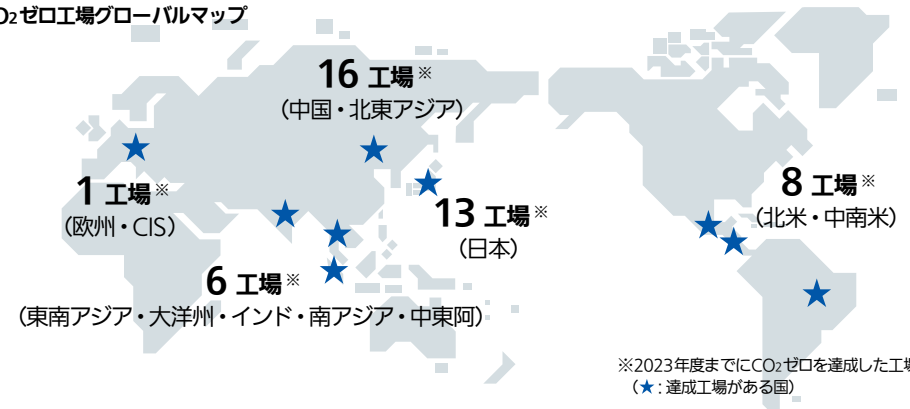 O2ゼロ工場グローバルマップ
16 工場※
（中国・北東アジア）
1 工場※
（欧州・CIS）
13 工場※
（日本）
8 工場※
（北米・中南米）
6 工場※
（東南アジア・大洋州・インド・南アジア・中東阿）
※2023年度までにCO2ゼロを達成した工場
（★：達成工場がある国）